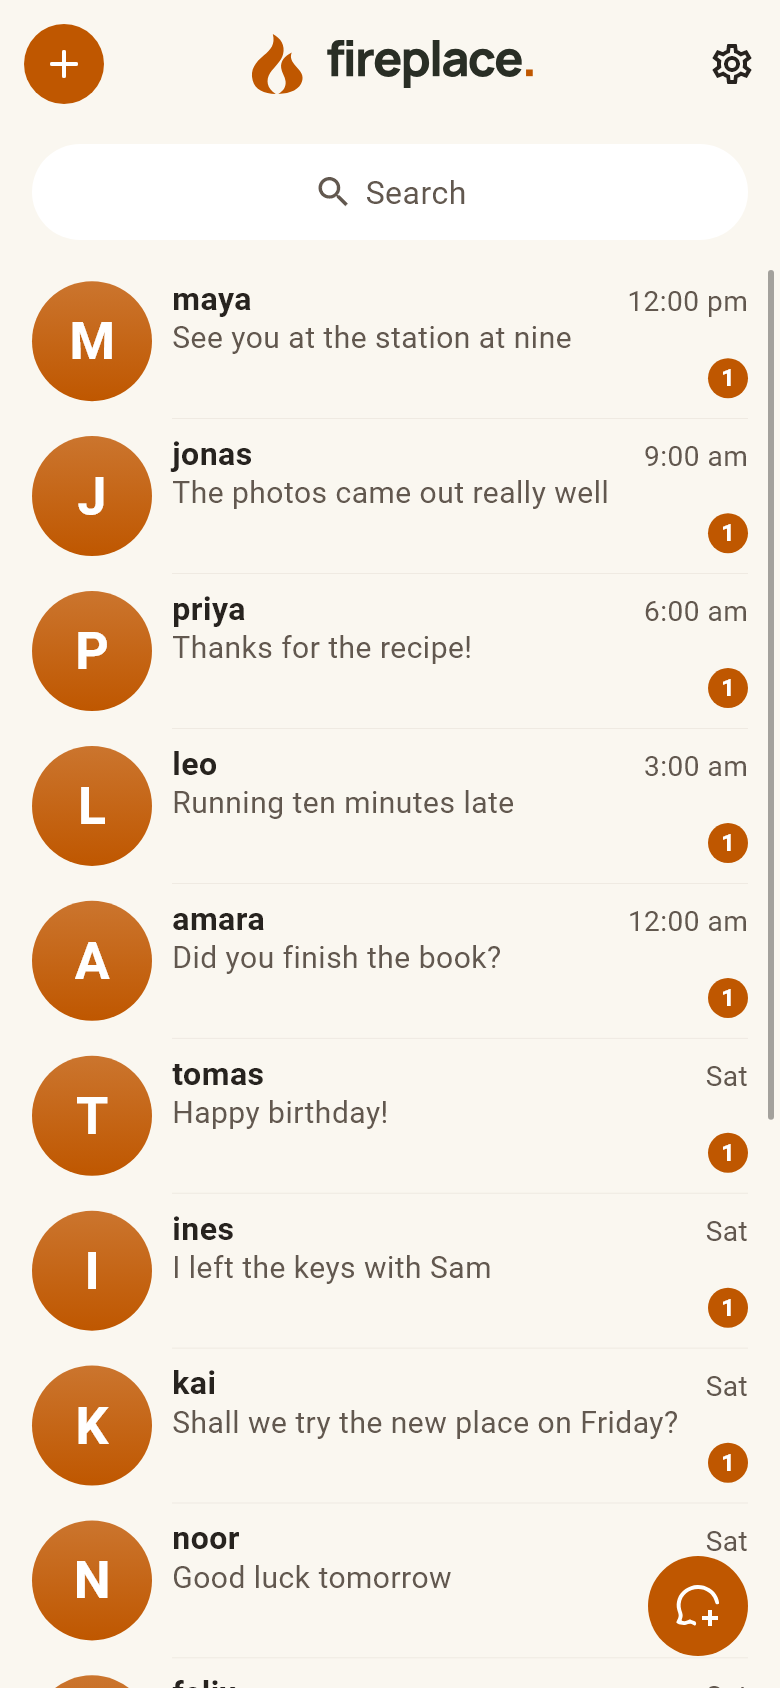 fireplace.
Search
M
maya
12:00 pm
See you at the station at nine
1
J
jonas
9:00 am
The photos came out really well
1
P
priya
6:00 am
Thanks for the recipe!
1
L
leo
3:00 am
Running ten minutes late
1
A
amara
12:00 am
Did you finish the book?
1
T
tomas
Sat
Happy birthday!
1
I
ines
Sat
I left the keys with Sam
1
K
kai
Sat
Shall we try the new place on Friday?
1
N
noor
Sat
Good luck tomorrow